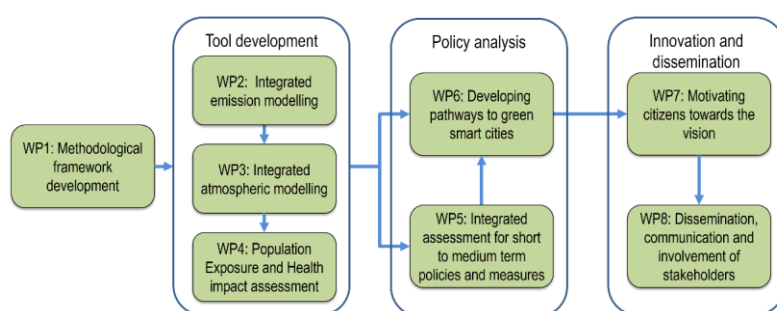 Tool development
Policy analysis
Innovation and
dissemination
WP1: Methodological
framework
development
WP2:  Integrated
emission modelling
WP3: Integrated
atmospheric modelling
WP4: Population
Exposure and Health
impact assessment
WP6: Developing
pathways to green
smart cities
WP5: Integrated
assessment for short
to medium term
policies and measures
WP7: Motivating
citizens towards the
vision
WP8: Dissemination,
communication and
involvement of
stakeholders